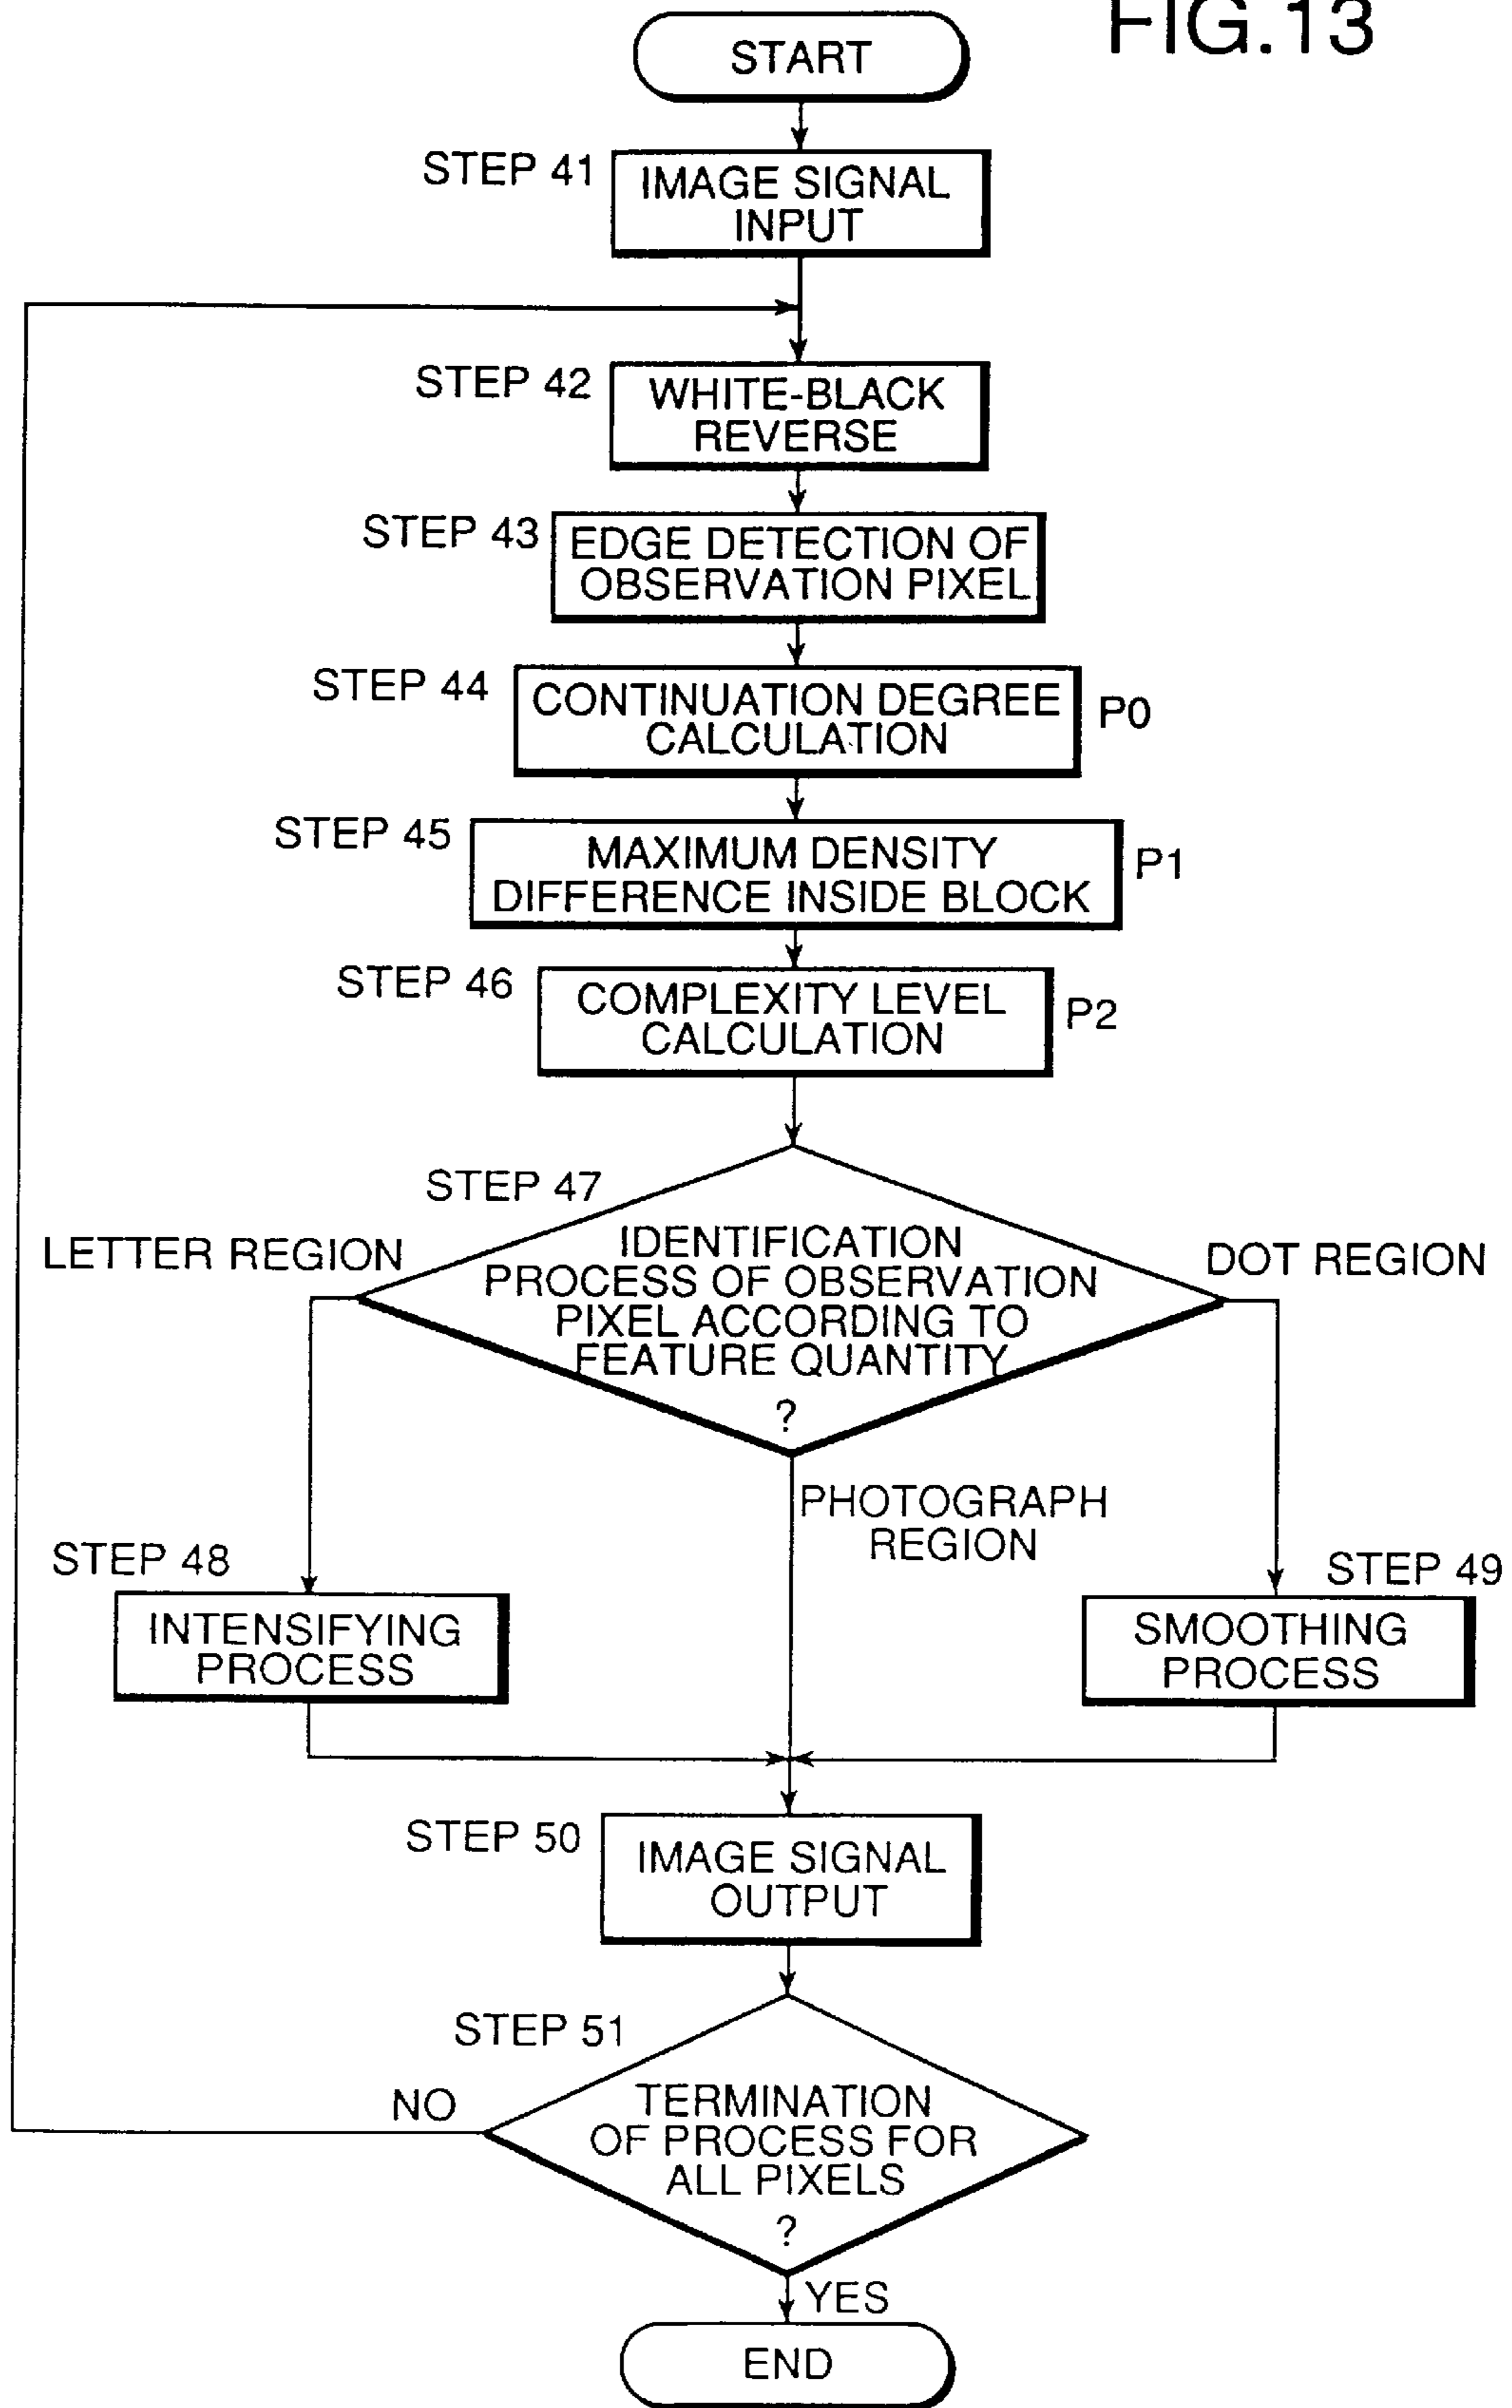 FIG.13
START
STEP 41
IMAGE SIGNAL
INPUT
STEP 42
WHITE-BLACK
REVERSE
STEP 43
EDGE DETECTION OF
OBSERVATION PIXEL
STEP 44
CONTINUATION DEGREE
CALCULATION
P0
STEP 45
MAXIMUM DENSITY
DIFFERENCE INSIDE BLOCK
P1
STEP 46
COMPLEXITY LEVEL
CALCULATION
P2
STEP 47
LETTER REGION
IDENTIFICATION
PROCESS OF OBSERVATION
PIXEL ACCORDING TO
FEATURE QUANTITY
?
DOT REGION
PHOTOGRAPH
REGION
STEP 48
INTENSIFYING
PROCESS
STEP 49
SMOOTHING
PROCESS
STEP 50
IMAGE SIGNAL
OUTPUT
STEP 51
NO
TERMINATION
OF PROCESS FOR
ALL PIXELS
?
YES
END